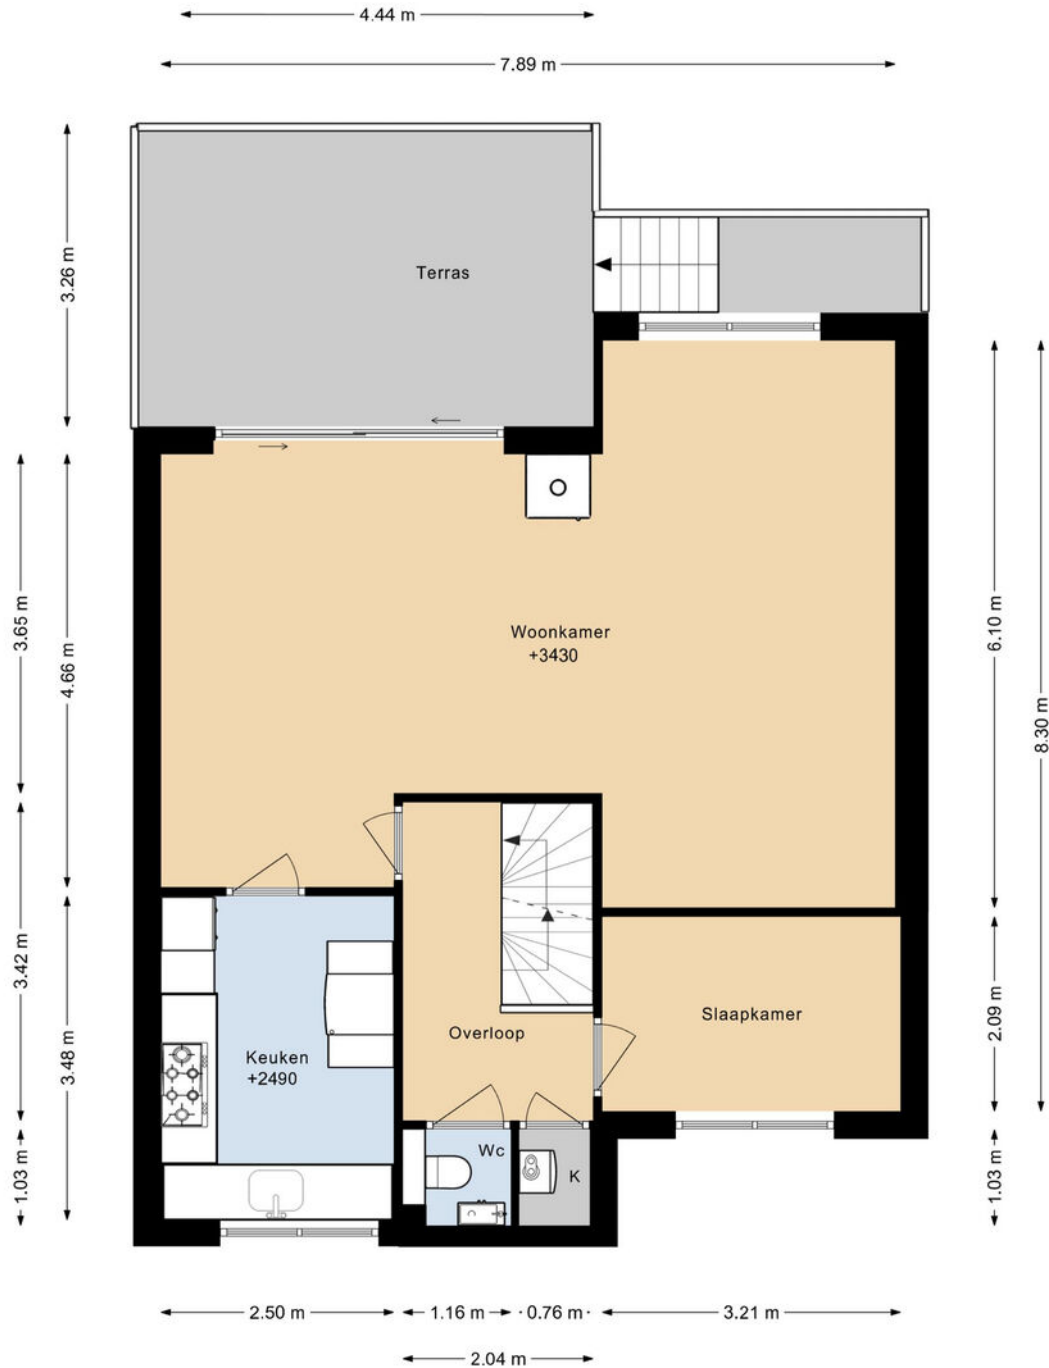 4.44 m
7.89 m
3.26 m
Terras
3.65 m
4.66 m
Woonkamer
+3430
6.10 m
8.30 m
3.42 m
3.48 m
Overloop
Slaapkamer
2.09 m
Keuken
+2490
1.03 m
Wc
K
1.03 m
2.50 m
1.16 m
0.76 m
3.21 m
2.04 m